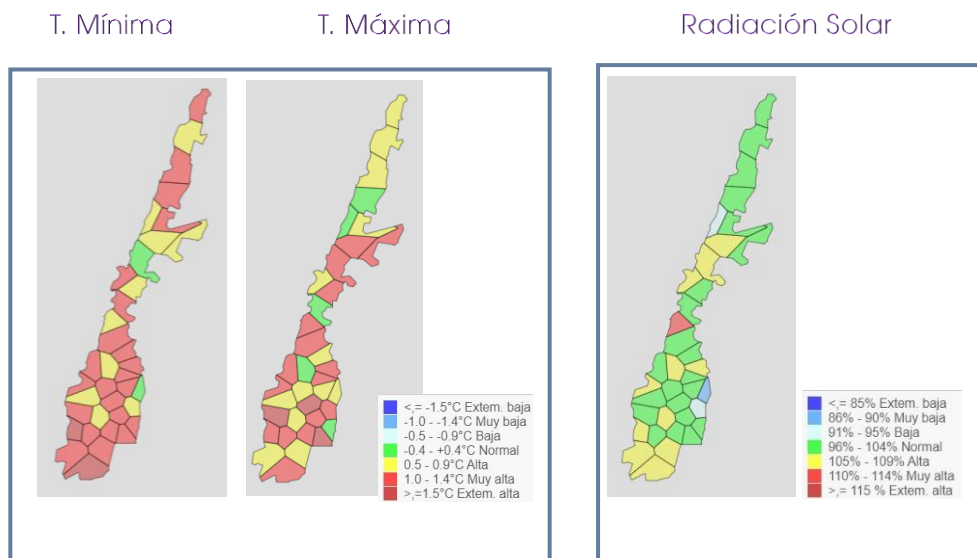 T. Mínima
T. Máxima
Radiación Solar
<,= -1.5°C Extem. baja
-1.0 - -1.4°C Muy baja
-0.5 - -0.9°C Baja
-0.4 - +0.4°C Normal
0.5 - 0.9°C Alta
1.0 - 1.4°C Muy alta
>,=1.5°C Extem. alta
<,= 85% Extem. baja
86% - 90% Muy baja
91% - 95% Baja
96% - 104% Normal
105% - 109% Alta
110% - 114% Muy alta
>,= 115 % Extem. alta